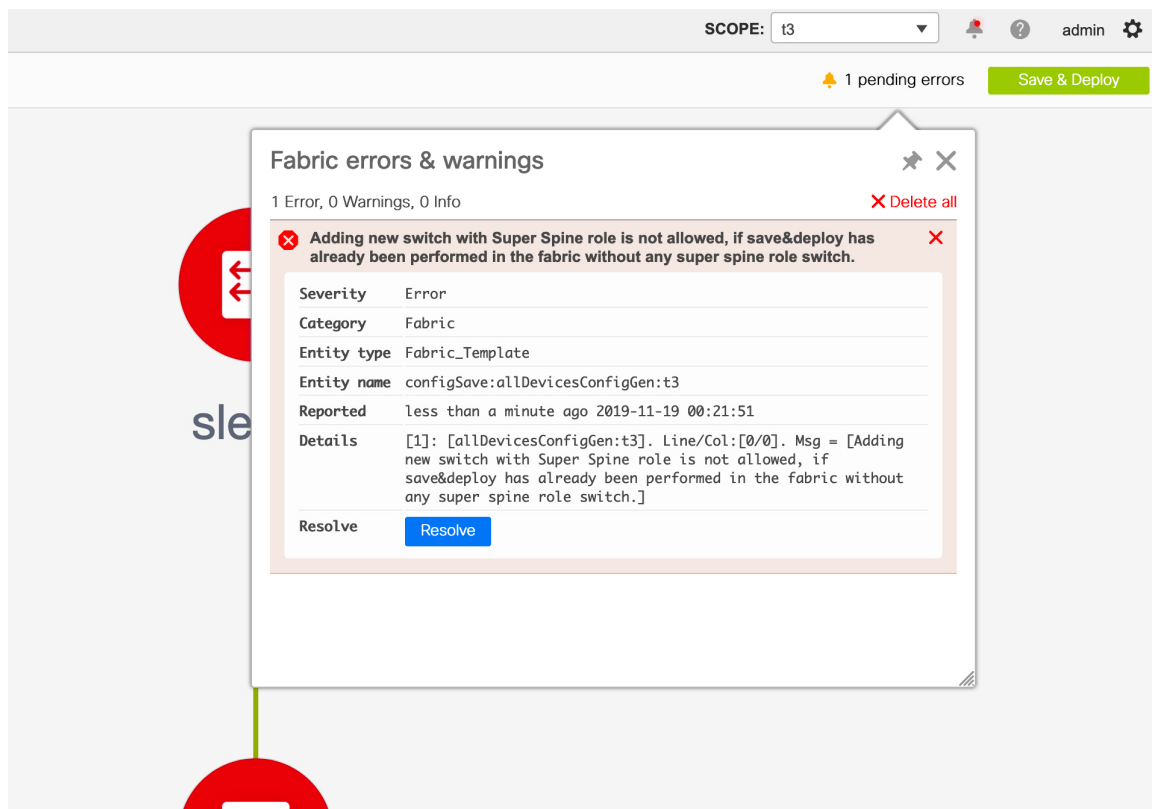 SCOPE: t3 admin
1 pending errors Save & Deploy
Fabric errors & warnings
1 Error, 0 Warnings, 0 Info Delete all
Adding new switch with Super Spine role is not allowed, if save&deploy has
already been performed in the fabric without any super spine role switch.
Severity Error
Category Fabric
Entity type Fabric_Template
Entity name configSave:allDevicesConfigGen:t3
Reported less than a minute ago 2019-11-19 00:21:51
Details [1]: [allDevicesConfigGen:t3]. Line/Col:[0/0]. Msg = [Adding
new switch with Super Spine role is not allowed, if
save&deploy has already been performed in the fabric without
any super spine role switch.]
Resolve Resolve
sle